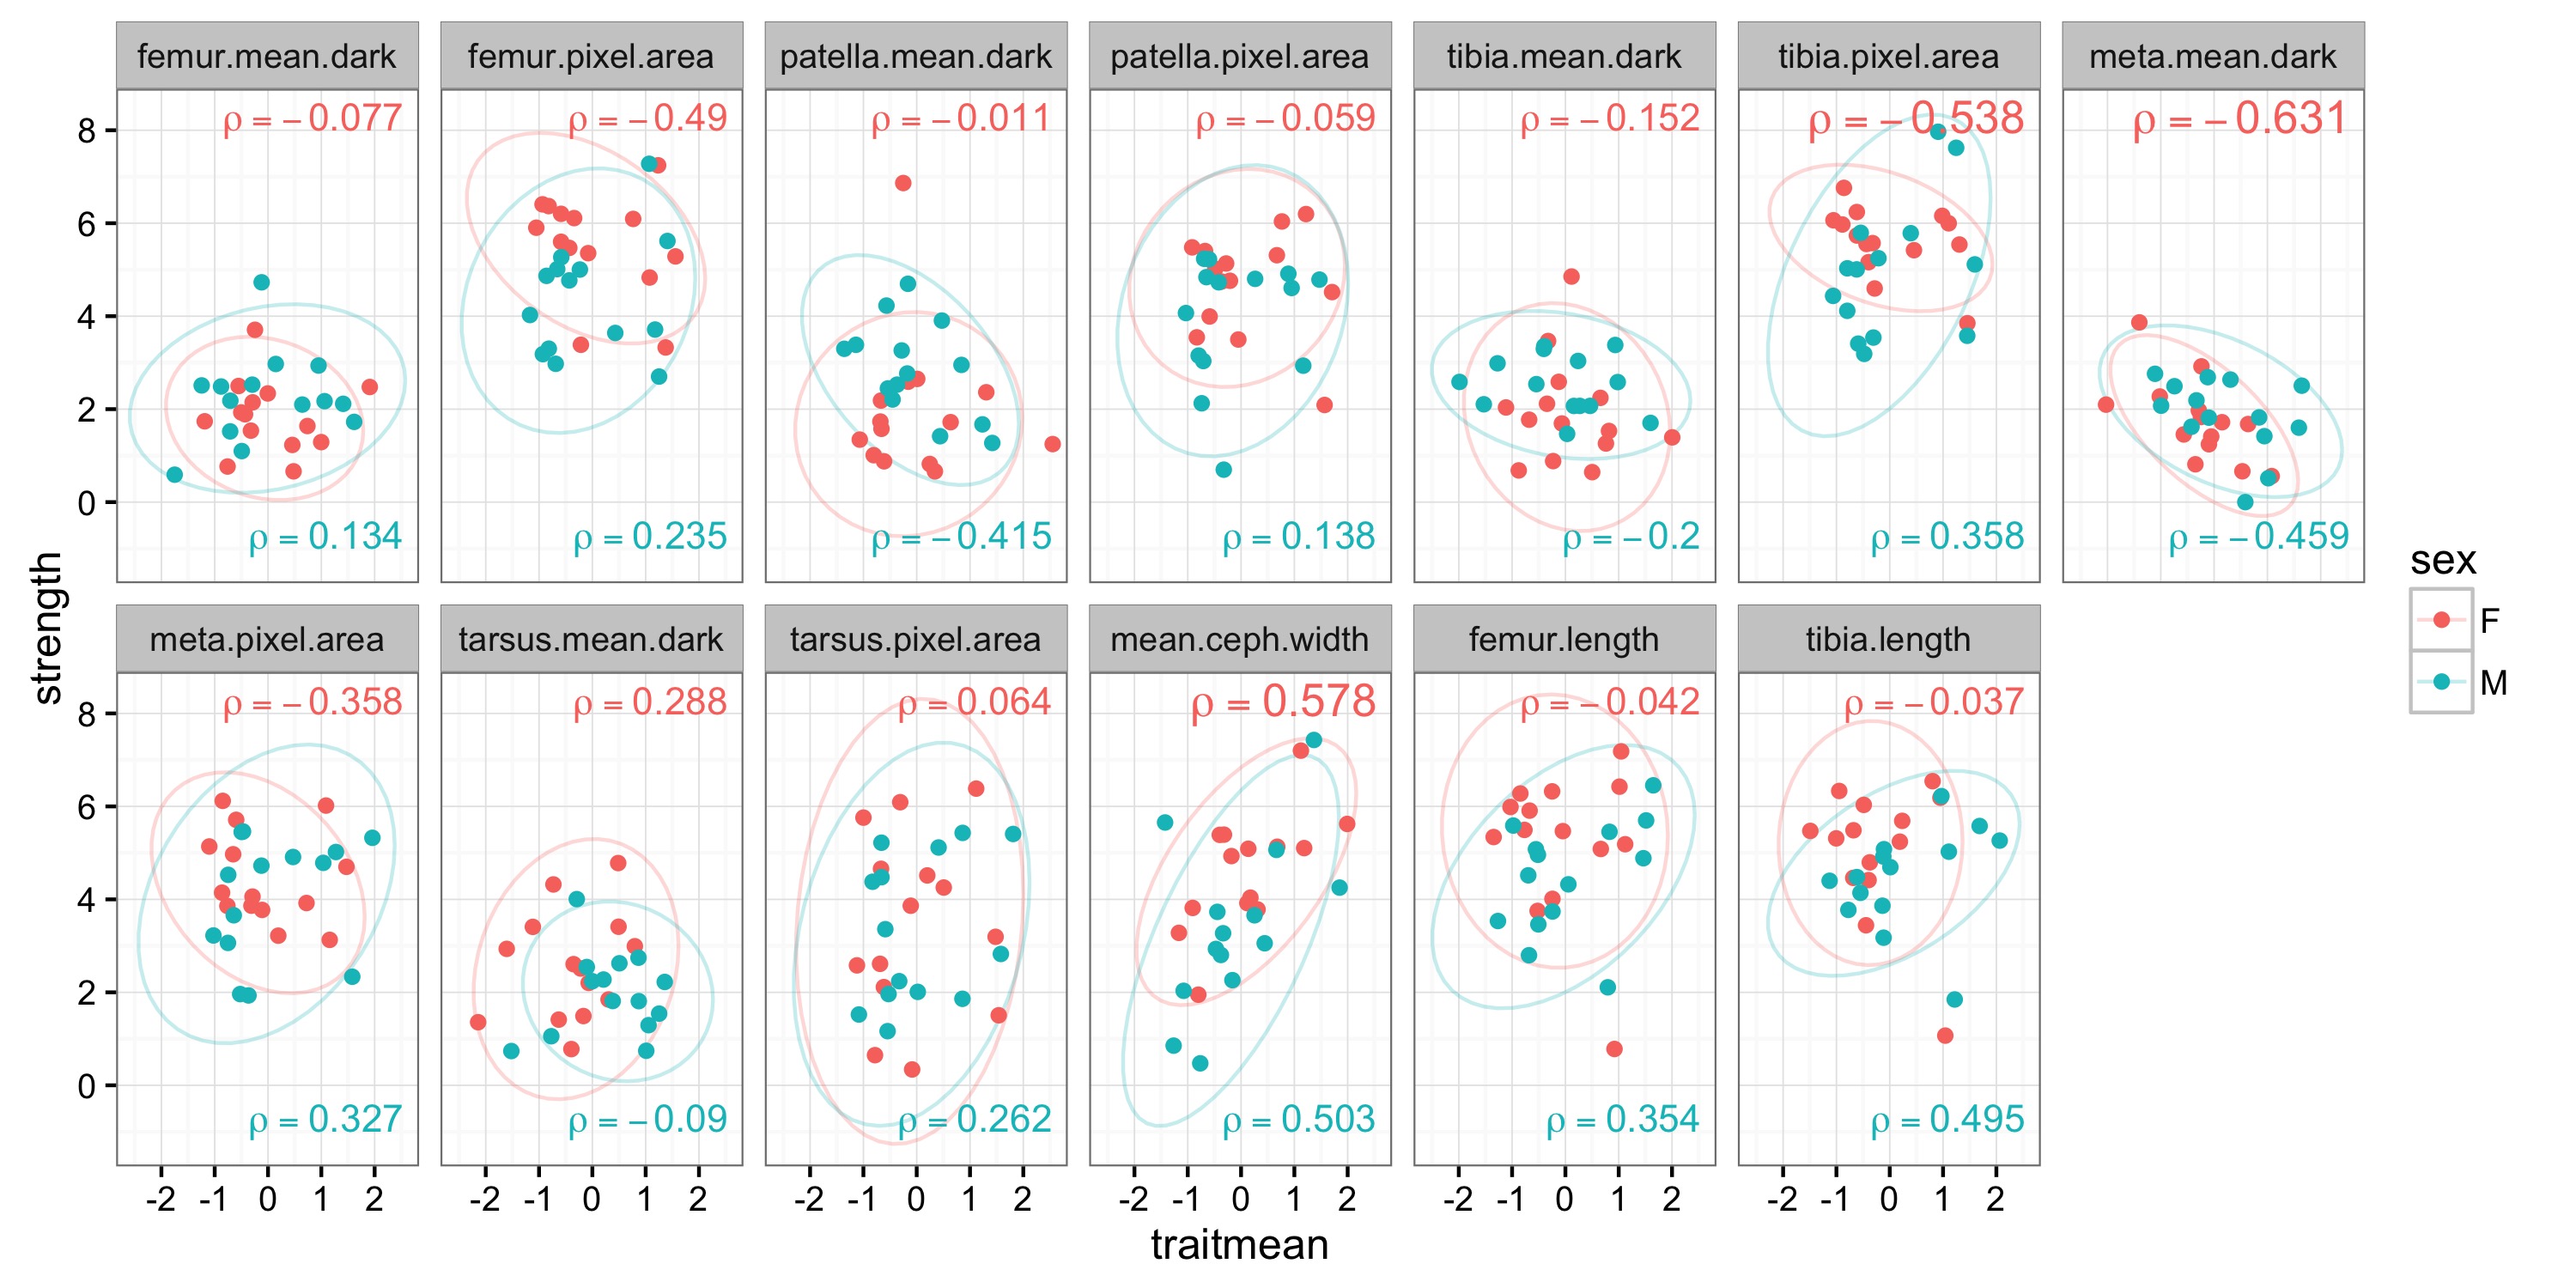 femur.mean.dark
femur.pixel.area
patella.mean.dark
patella.pixel.area
tibia.mean.dark
tibia.pixel.area
meta.mean.dark
ρ = −0.077
ρ = −0.49
ρ = −0.011
ρ = −0.059
ρ = −0.152
ρ = −0.538
ρ = −0.631
8
6
4
2
0
ρ = 0.134
ρ = 0.235
ρ = −0.415
ρ = 0.138
ρ = −0.2
ρ = 0.358
ρ = −0.459
strength
meta.pixel.area
tarsus.mean.dark
tarsus.pixel.area
mean.ceph.width
femur.length
tibia.length
ρ = −0.358
ρ = 0.288
ρ = 0.064
ρ = 0.578
ρ = −0.042
ρ = −0.037
8
6
4
2
0
ρ = 0.327
ρ = −0.09
ρ = 0.262
ρ = 0.503
ρ = 0.354
ρ = 0.495
-2 -1 0 1 2
-2 -1 0 1 2
-2 -1 0 1 2
-2 -1 0 1 2
-2 -1 0 1 2
-2 -1 0 1 2
traitmean
sex
F
M